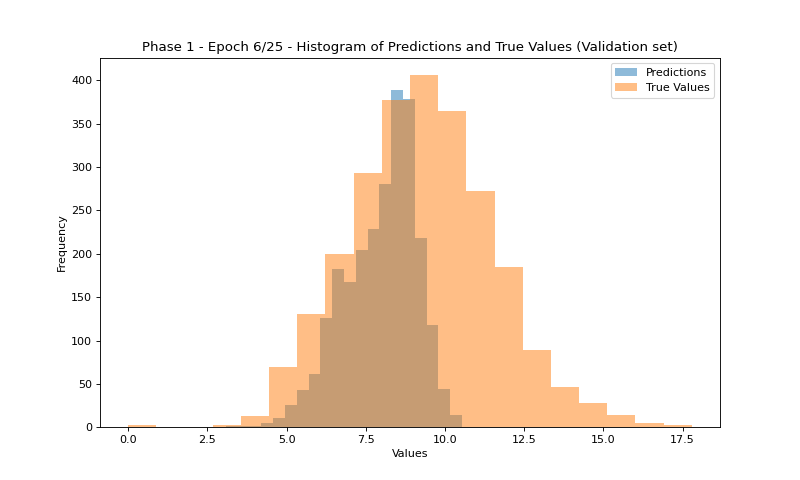 Phase 1 - Epoch 6/25 - Histogram of Predictions and True Values (Validation set)
Predictions
True Values
Frequency
400
350
300
250
200
150
100
50
0
0.0 2.5 5.0 7.5 10.0 12.5 15.0 17.5
Values